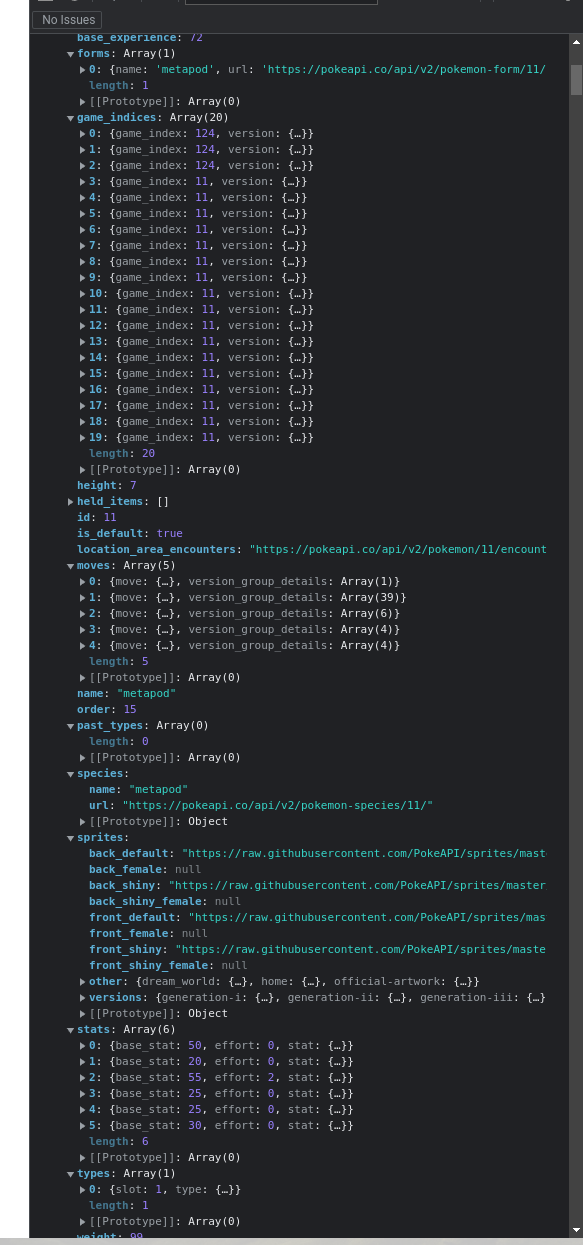 No Issues
base_experience: 72
forms: Array(1)
0: {name: 'metapod', url: 'https://pokeapi.co/api/v2/pokemon-form/11/
length: 1
[[Prototype]]: Array(0)
game_indices: Array(20)
0: {game_index: 124, version: {…}}
1: {game_index: 124, version: {…}}
2: {game_index: 124, version: {…}}
3: {game_index: 11, version: {…}}
4: {game_index: 11, version: {…}}
5: {game_index: 11, version: {…}}
6: {game_index: 11, version: {…}}
7: {game_index: 11, version: {…}}
8: {game_index: 11, version: {…}}
9: {game_index: 11, version: {…}}
10: {game_index: 11, version: {…}}
11: {game_index: 11, version: {…}}
12: {game_index: 11, version: {…}}
13: {game_index: 11, version: {…}}
14: {game_index: 11, version: {…}}
15: {game_index: 11, version: {…}}
16: {game_index: 11, version: {…}}
17: {game_index: 11, version: {…}}
18: {game_index: 11, version: {…}}
19: {game_index: 11, version: {…}}
length: 20
[[Prototype]]: Array(0)
height: 7
held_items: []
id: 11
is_default: true
location_area_encounters: "https://pokeapi.co/api/v2/pokemon/11/encount
moves: Array(5)
0: {move: {…}, version_group_details: Array(1)}
1: {move: {…}, version_group_details: Array(39)}
2: {move: {…}, version_group_details: Array(6)}
3: {move: {…}, version_group_details: Array(4)}
4: {move: {…}, version_group_details: Array(4)}
length: 5
[[Prototype]]: Array(0)
name: "metapod"
order: 15
past_types: Array(0)
length: 0
[[Prototype]]: Array(0)
species:
name: "metapod"
url: "https://pokeapi.co/api/v2/pokemon-species/11/"
[[Prototype]]: Object
sprites:
back_default: "https://raw.githubusercontent.com/PokeAPI/sprites/mast
back_female: null
back_shiny: "https://raw.githubusercontent.com/PokeAPI/sprites/master
back_shiny_female: null
front_default: "https://raw.githubusercontent.com/PokeAPI/sprites/mas
front_female: null
front_shiny: "https://raw.githubusercontent.com/PokeAPI/sprites/maste
front_shiny_female: null
other: {dream_world: {…}, home: {…}, official-artwork: {…}}
versions: {generation-i: {…}, generation-ii: {…}, generation-iii: {…}
[[Prototype]]: Object
stats: Array(6)
0: {base_stat: 50, effort: 0, stat: {…}}
1: {base_stat: 20, effort: 0, stat: {…}}
2: {base_stat: 55, effort: 2, stat: {…}}
3: {base_stat: 25, effort: 0, stat: {…}}
4: {base_stat: 25, effort: 0, stat: {…}}
5: {base_stat: 30, effort: 0, stat: {…}}
length: 6
[[Prototype]]: Array(0)
types: Array(1)
0: {slot: 1, type: {…}}
length: 1
[[Prototype]]: Array(0)
weight: 99